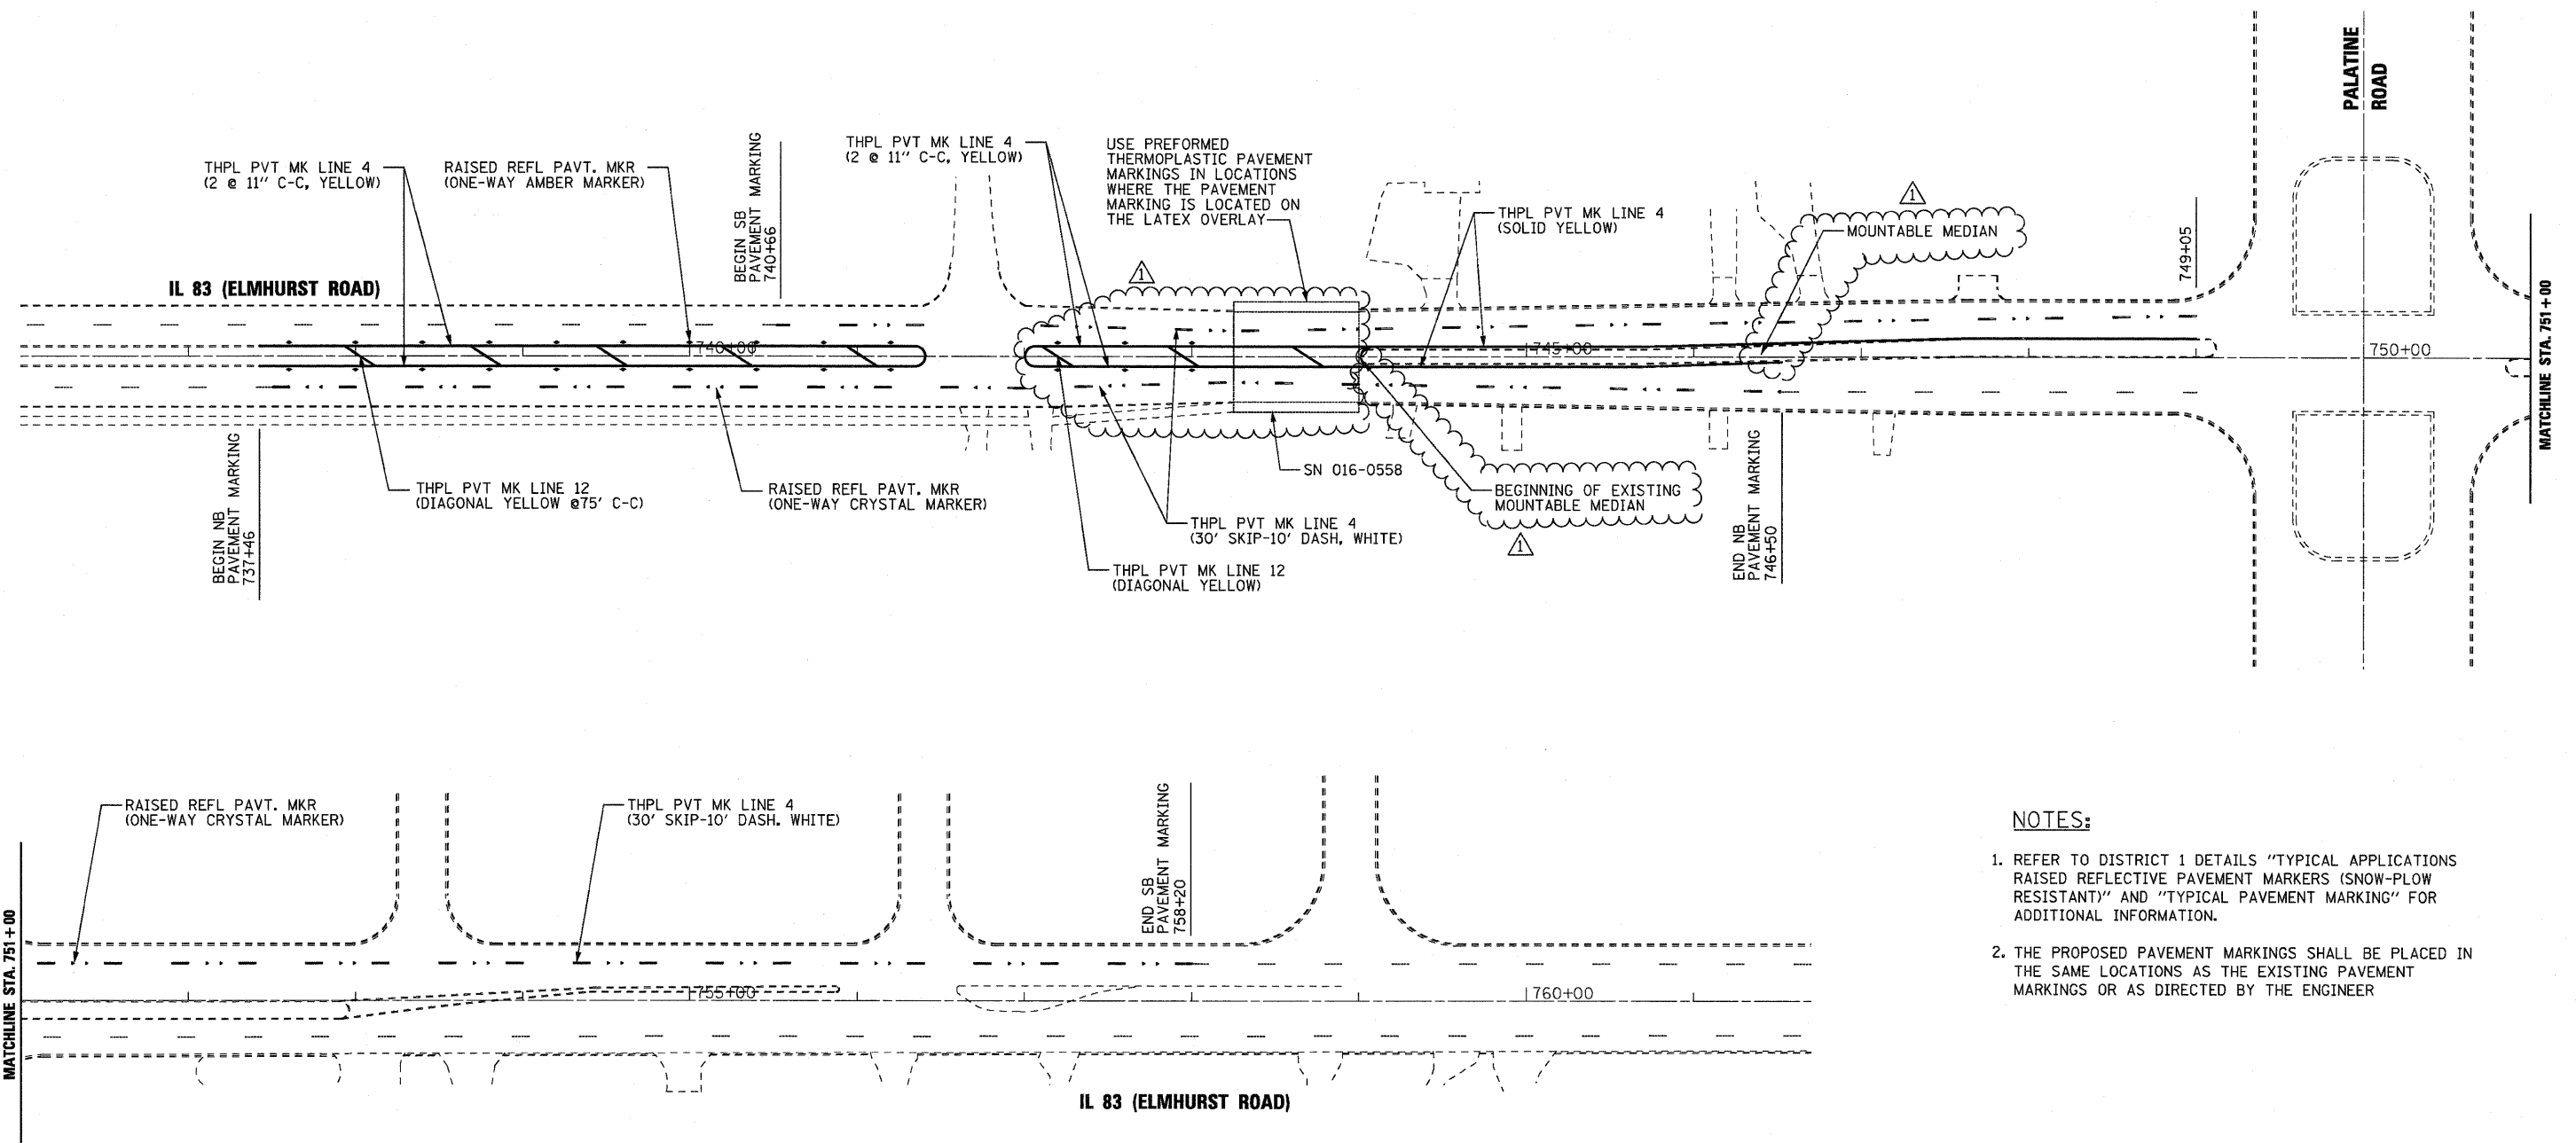 PALATINE
ROAD
THPL PVT MK LINE 4
(2 @ 11" C-C, YELLOW)
RAISED REFL PAVT. MKR
(ONE-WAY AMBER MARKER)
BEGIN SB
PAVEMENT MARKING
740+66
THPL PVT MK LINE 4
(2 @ 11" C-C, YELLOW)
USE PREFORMED
THERMOPLASTIC PAVEMENT
MARKINGS IN LOCATIONS
WHERE THE PAVEMENT
MARKING IS LOCATED ON
THE LATEX OVERLAY
THPL PVT MK LINE 4
(SOLID YELLOW)
1
MOUNTABLE MEDIAN
749+05
IL 83 (ELMHURST ROAD)
1
740+00
745+00
750+00
MATCHLINE STA. 751+00
BEGIN NB
PAVEMENT MARKING
737+46
THPL PVT MK LINE 12
(DIAGONAL YELLOW @75' C-C)
RAISED REFL PAVT. MKR
(ONE-WAY CRYSTAL MARKER)
SN 016-0558
BEGINNING OF EXISTING
MOUNTABLE MEDIAN
1
THPL PVT MK LINE 4
(30' SKIP-10' DASH, WHITE)
THPL PVT MK LINE 12
(DIAGONAL YELLOW)
END NB
PAVEMENT MARKING
746+50
MATCHLINE STA. 751+00
RAISED REFL PAVT. MKR
(ONE-WAY CRYSTAL MARKER)
THPL PVT MK LINE 4
(30' SKIP-10' DASH. WHITE)
END SB
PAVEMENT MARKING
758+20
755+00
760+00
IL 83 (ELMHURST ROAD)
NOTES:
1. REFER TO DISTRICT 1 DETAILS "TYPICAL APPLICATIONS
RAISED REFLECTIVE PAVEMENT MARKERS (SNOW-PLOW
RESISTANT)" AND "TYPICAL PAVEMENT MARKING" FOR
ADDITIONAL INFORMATION.
2. THE PROPOSED PAVEMENT MARKINGS SHALL BE PLACED IN
THE SAME LOCATIONS AS THE EXISTING PAVEMENT
MARKINGS OR AS DIRECTED BY THE ENGINEER